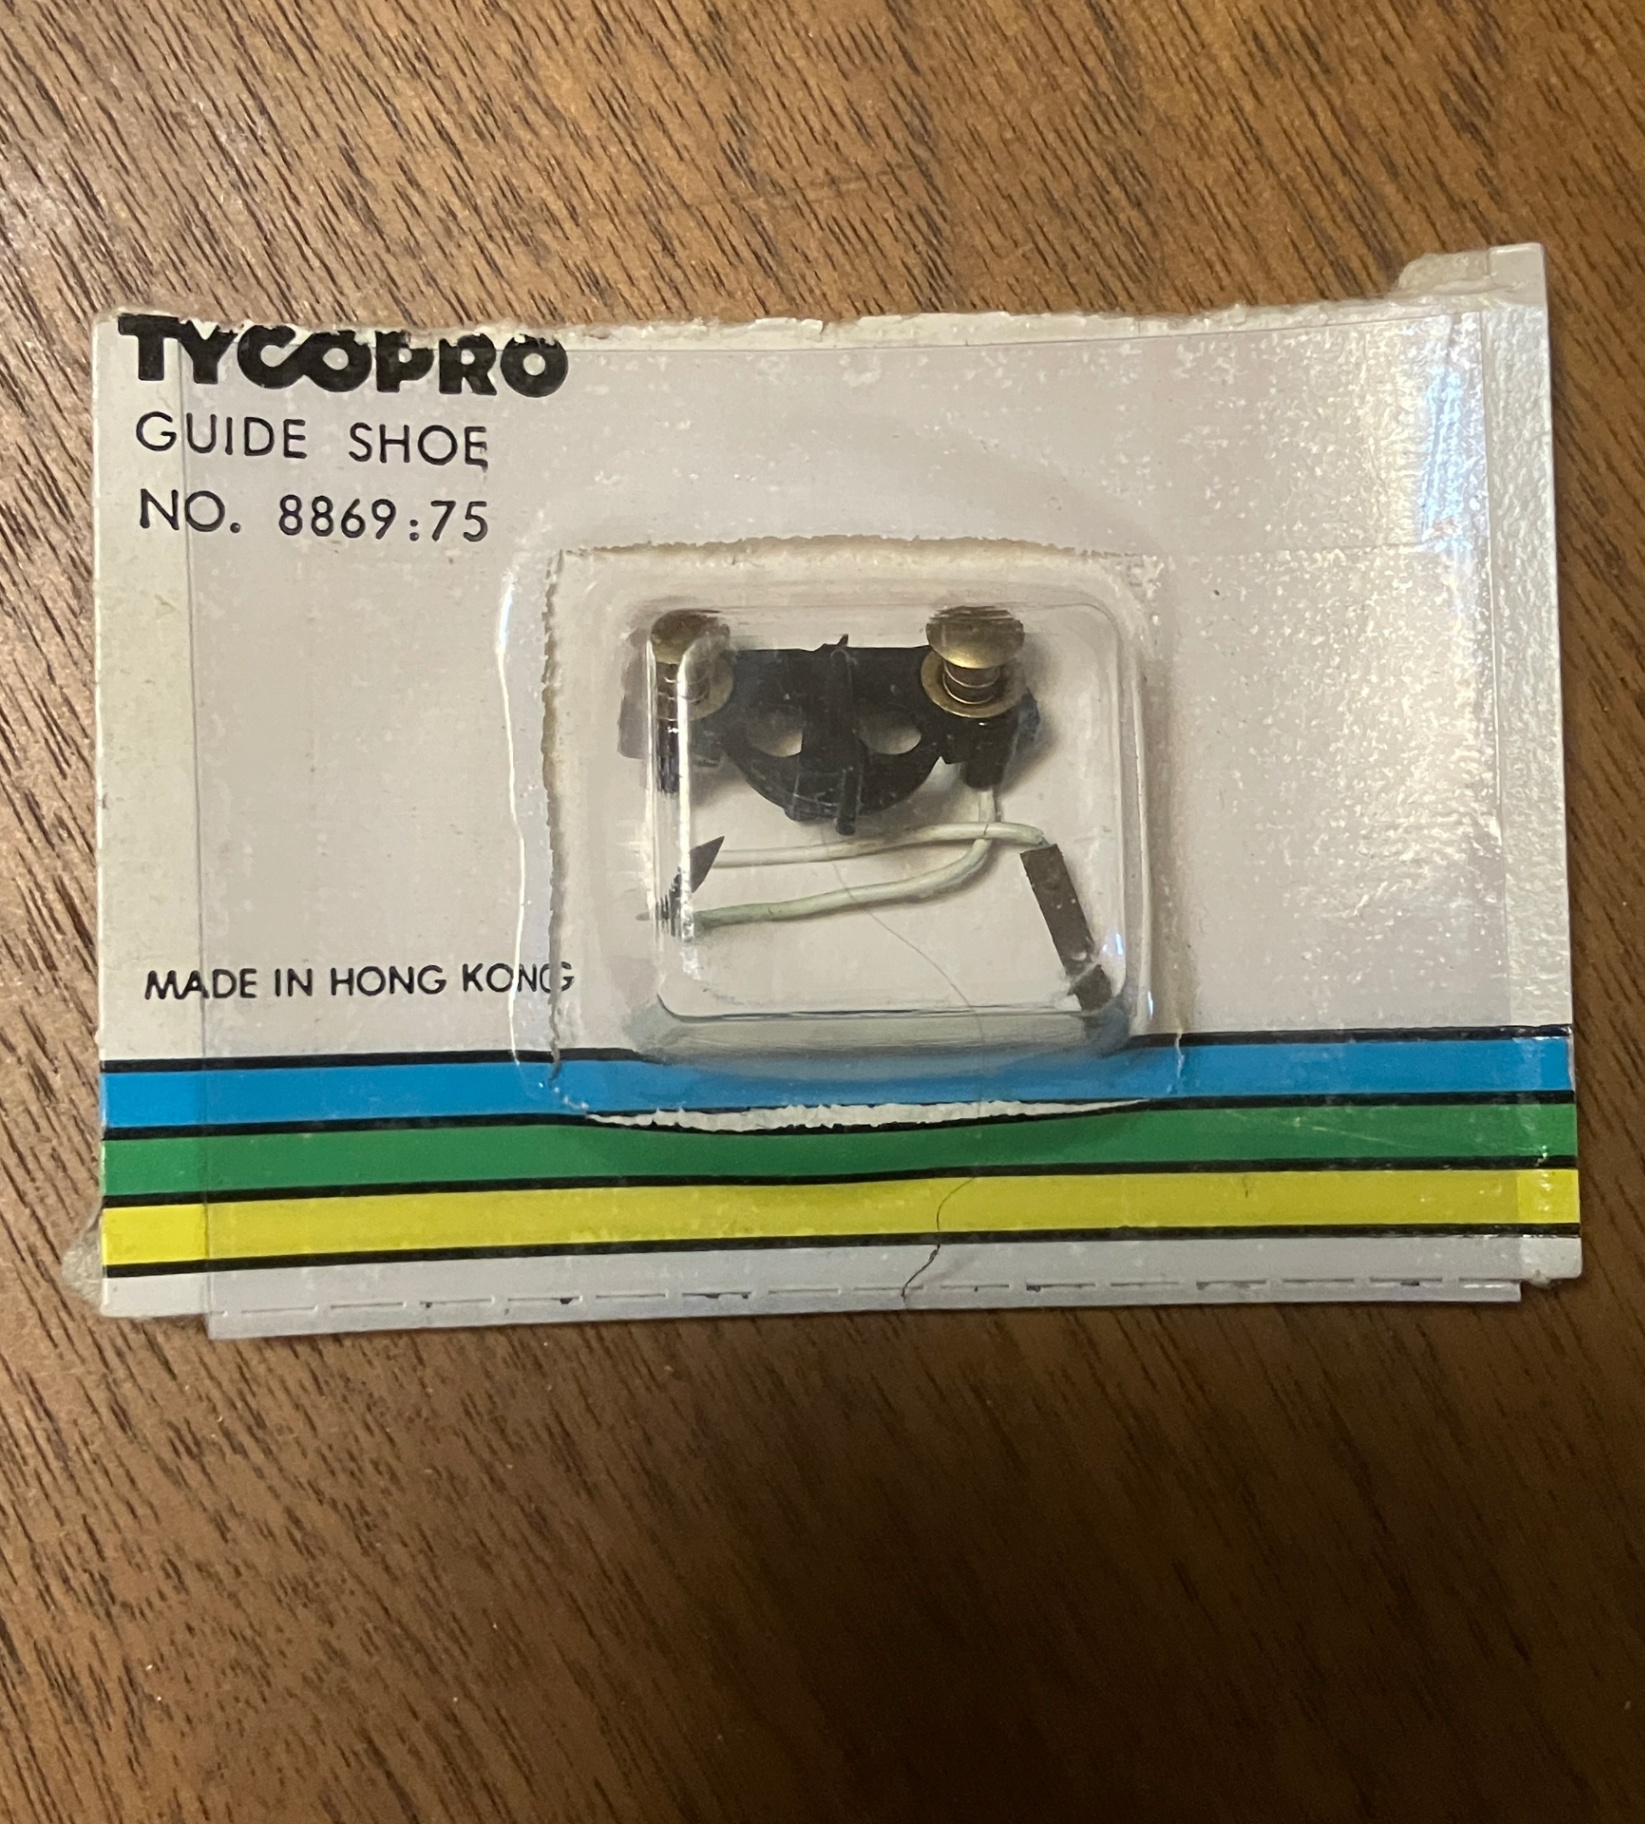 TYCOPRO
GUIDE SHOE
NO. 8869:75
MADE IN HONG KONG